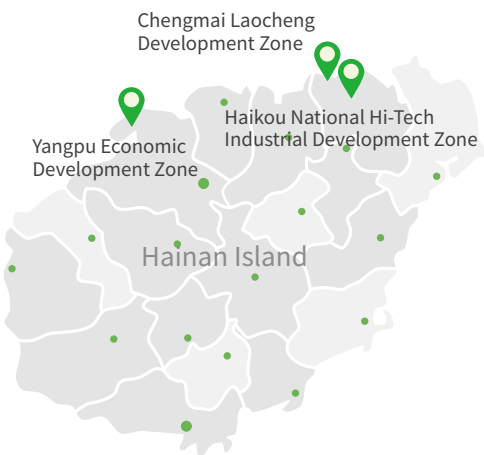 Chengmai Laocheng
Development Zone
Haikou National Hi-Tech
Industrial Development Zone
Yangpu Economic
Development Zone
Hainan Island